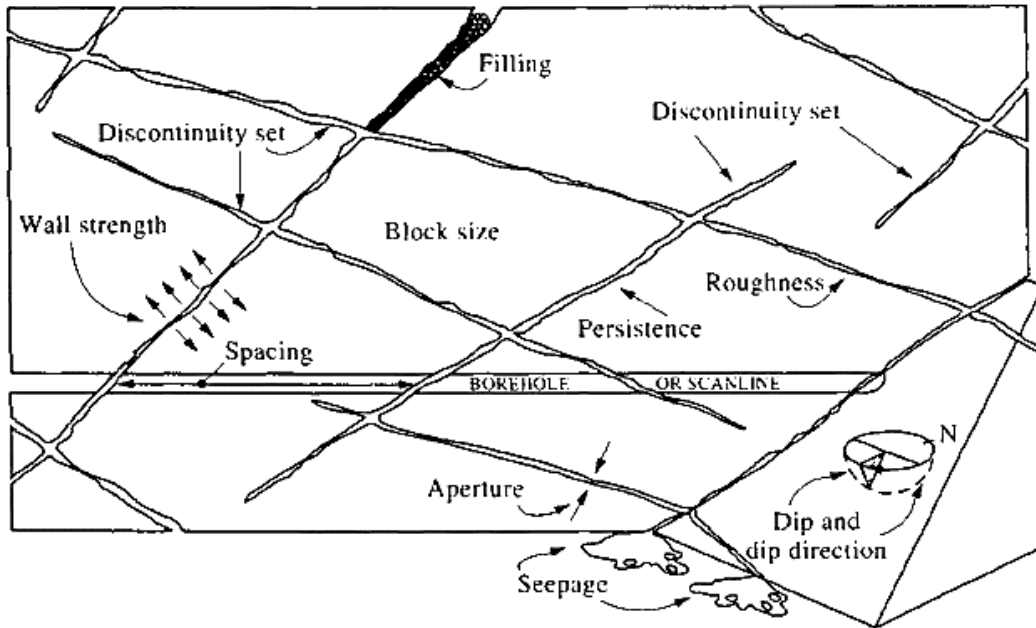 Filling
Discontinuity set
Discontinuity set
Wall strength
Block size
Roughness
Persistence
Spacing
BOREHOLE OR SCANLINE
N
Aperture
Dip and
dip direction
Seepage